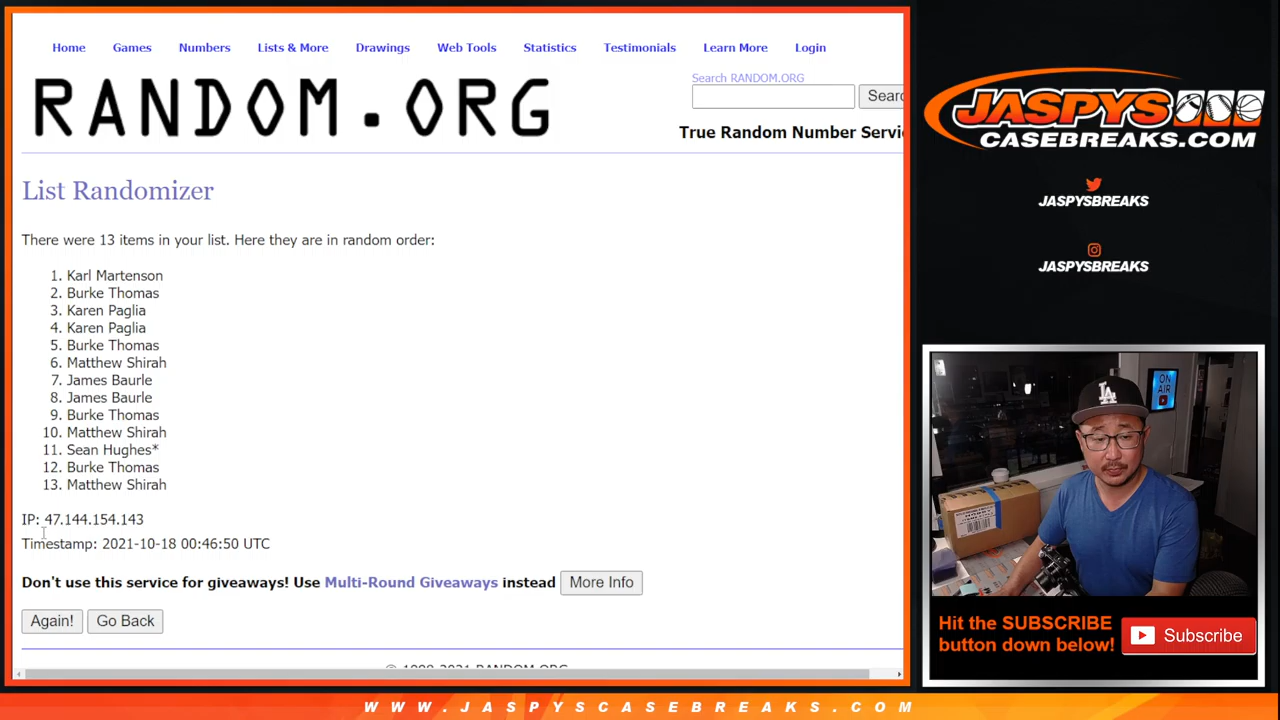 Home Games Numbers Lists & More Drawings Web Tools Statistics Testimonials Learn More Login
RANDOM.ORG
Search RANDOM.ORG
True Random Number Servi
List Randomizer
There were 13 items in your list. Here they are in random order:
1. Karl Martenson
2. Burke Thomas
3. Karen Paglia
4. Karen Paglia
5. Burke Thomas
6. Matthew Shirah
7. James Baurle
8. James Baurle
9. Burke Thomas
10. Matthew Shirah
11. Sean Hughes*
12. Burke Thomas
13. Matthew Shirah
IP: 47.144.154.143
Timestamp: 2021-10-18 00:46:50 UTC
Don't use this service for giveaways! Use Multi-Round Giveaways instead More Info
Again! Go Back
JASPYS
CASEBREAKS.COM
JASPYSBREAKS
JASPYSBREAKS
ON
AIR
LA
Hit the SUBSCRIBE
button down below!
Subscribe
WWW.JASPYSCASEBREAKS.COM